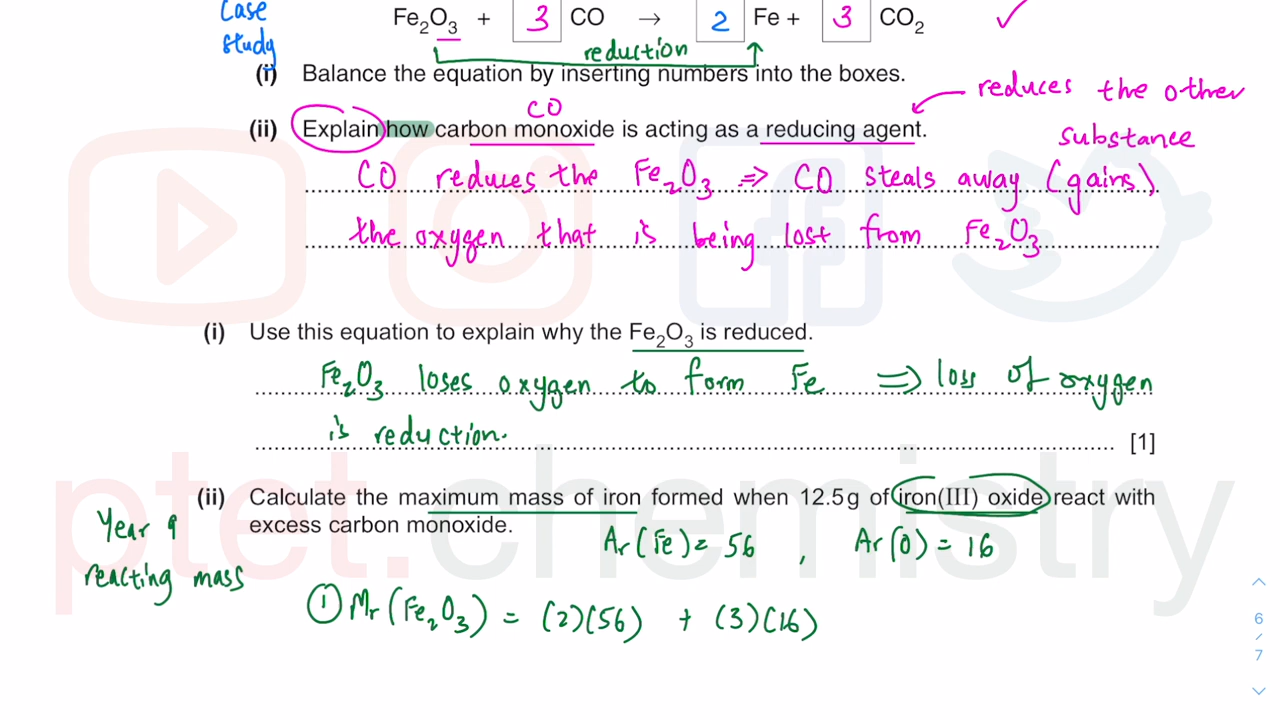 Case
study
Fe₂O₃ + 3 CO → 2 Fe + 3 CO₂
reduction
(i) Balance the equation by inserting numbers into the boxes.
reduces the other
substance
CO
(ii) Explain how carbon monoxide is acting as a reducing agent.
CO reduces the Fe₂O₃ => CO steals away (gains)
the oxygen that is being lost from Fe₂O₃
(i) Use this equation to explain why the Fe₂O₃ is reduced.
Fe₂O₃ loses oxygen to form Fe => loss of oxygen
is reduction.
[1]
(ii) Calculate the maximum mass of iron formed when 12.5 g of iron(III) oxide react with
excess carbon monoxide.
Year 9
reacting mass
Ar(Fe) = 56 , Ar(O) = 16
① Mr(Fe₂O₃) = (2)(56) + (3)(16)
ptet.chemistry
6
/
7